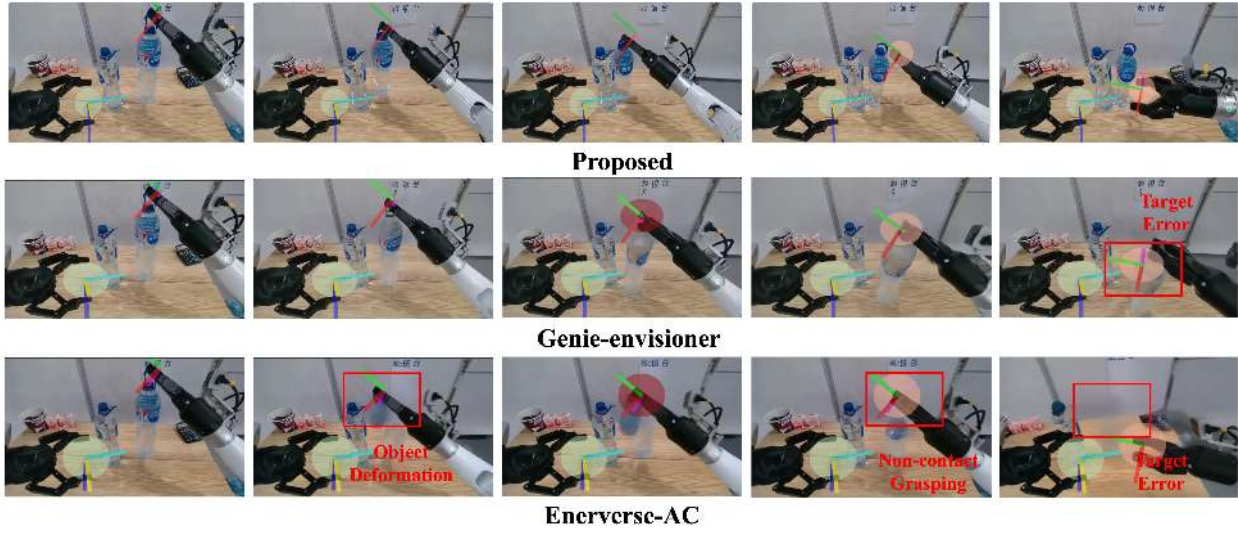 Proposed
Target
Error
Genie-envisioner
Object
Deformation
Non-contact
Grasping
Target
Error
Enerverse-AC